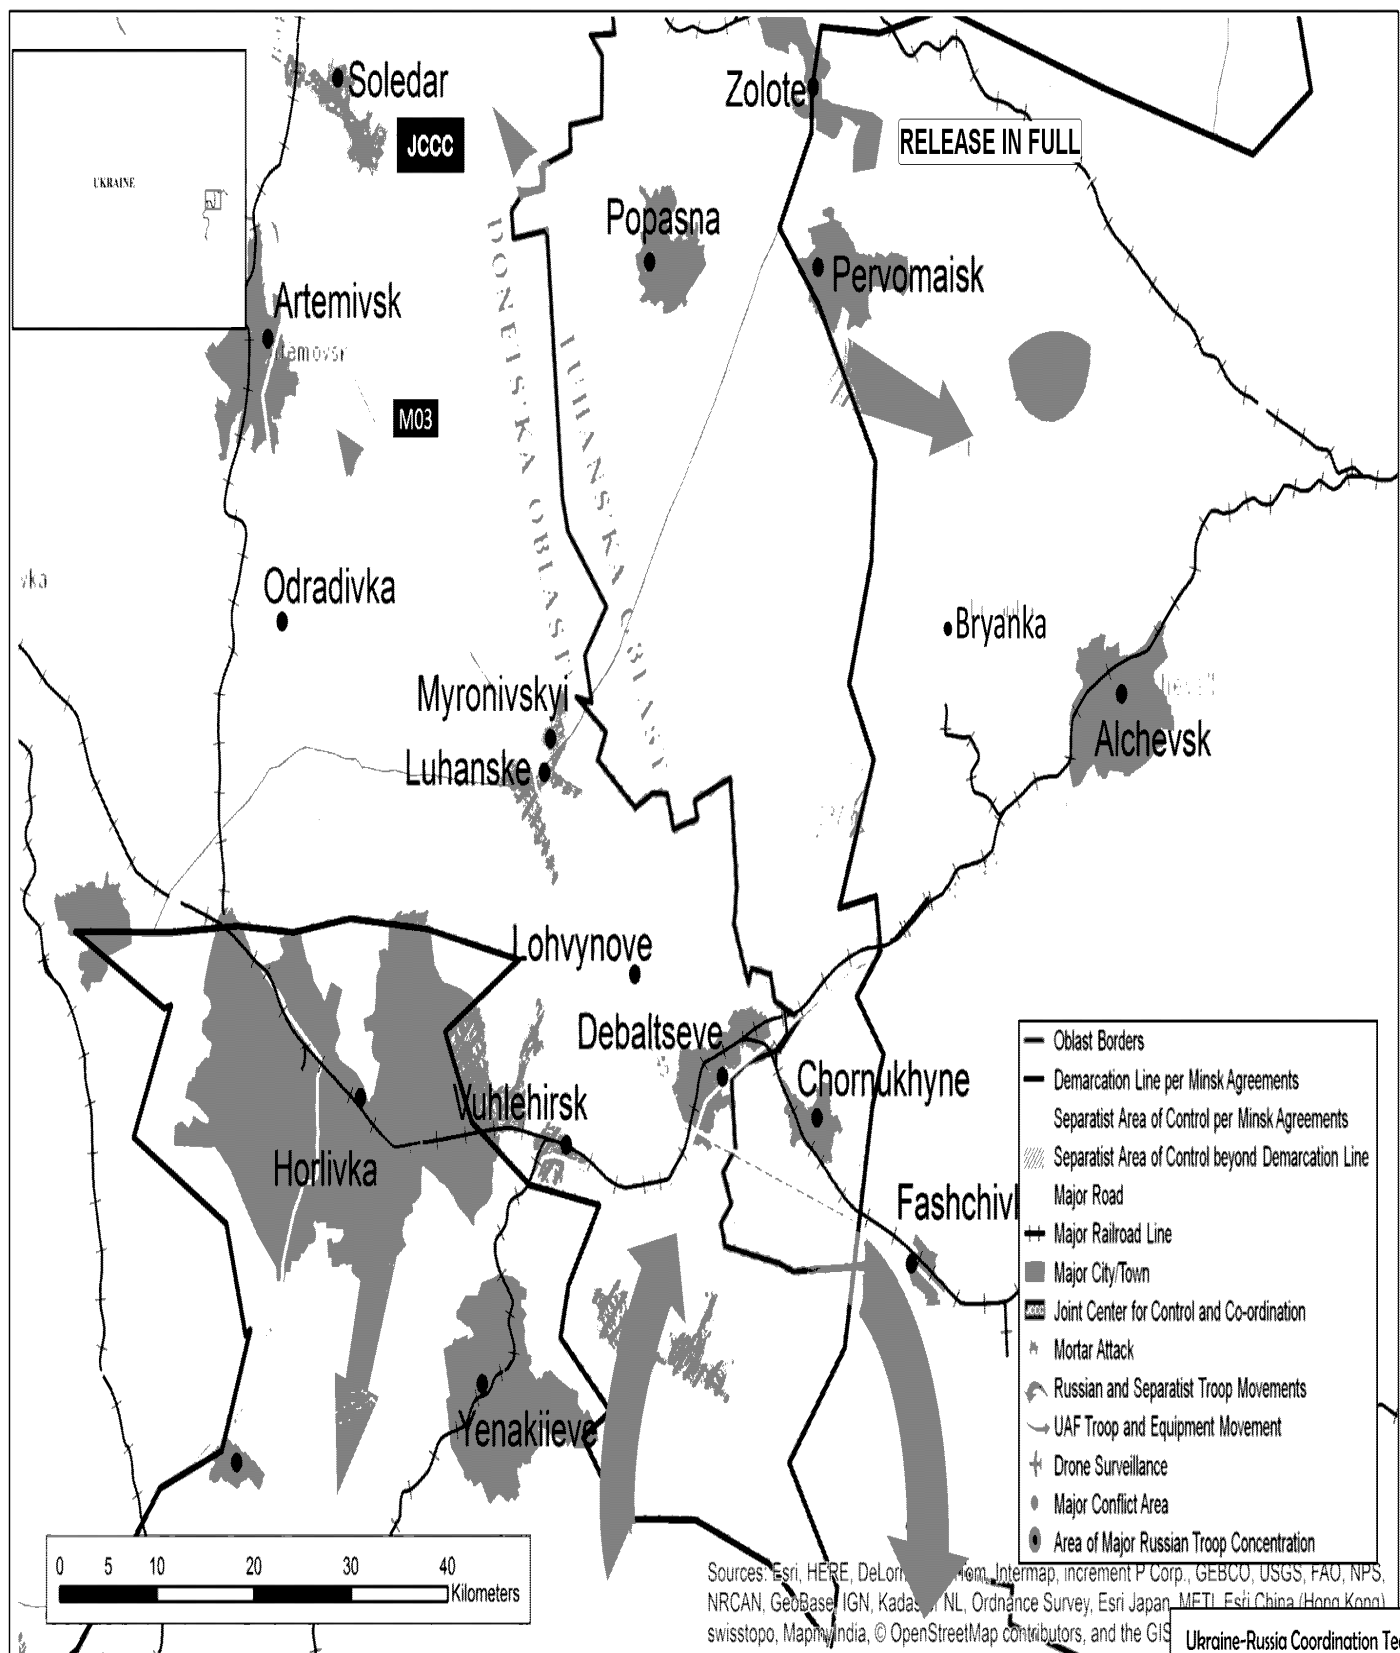 Soledar
JCCC
Zolote
RELEASE IN FULL
UKRAINE
Popasna
Pervomaisk
Artemivsk
M03
DONETS'KA OBLAST
LUHANS'KA OBLAST
Odradivka
Bryanka
Myronivskyi
Luhanske
Alchevsk
Lohvynove
Debaltseve
Chornukhyne
Vuhlehirsk
Horlivka
Yenakiieve
Oblast Borders
Demarcation Line per Minsk Agreements
Separatist Area of Control per Minsk Agreements
Separatist Area of Control beyond Demarcation Line
Major Road
Major Railroad Line
Major City/Town
JCCC Joint Center for Control and Co-ordination
Mortar Attack
Russian and Separatist Troop Movements
UAF Troop and Equipment Movement
Drone Surveillance
Major Conflict Area
Area of Major Russian Troop Concentration
0 5 10 20 30 40
Kilometers
Sources: Esri, HERE, Intermap, increment P Corp., GEBCO, USGS, FAO, NPS,
NRCAN, GeoBase, IGN, NL, Ordnance Survey, Esri Japan, METI, Esri China (Hong Kong)
swisstopo, MapmyIndia, © OpenStreetMap contributors, and the GIS
Ukraine-Russia Coordination